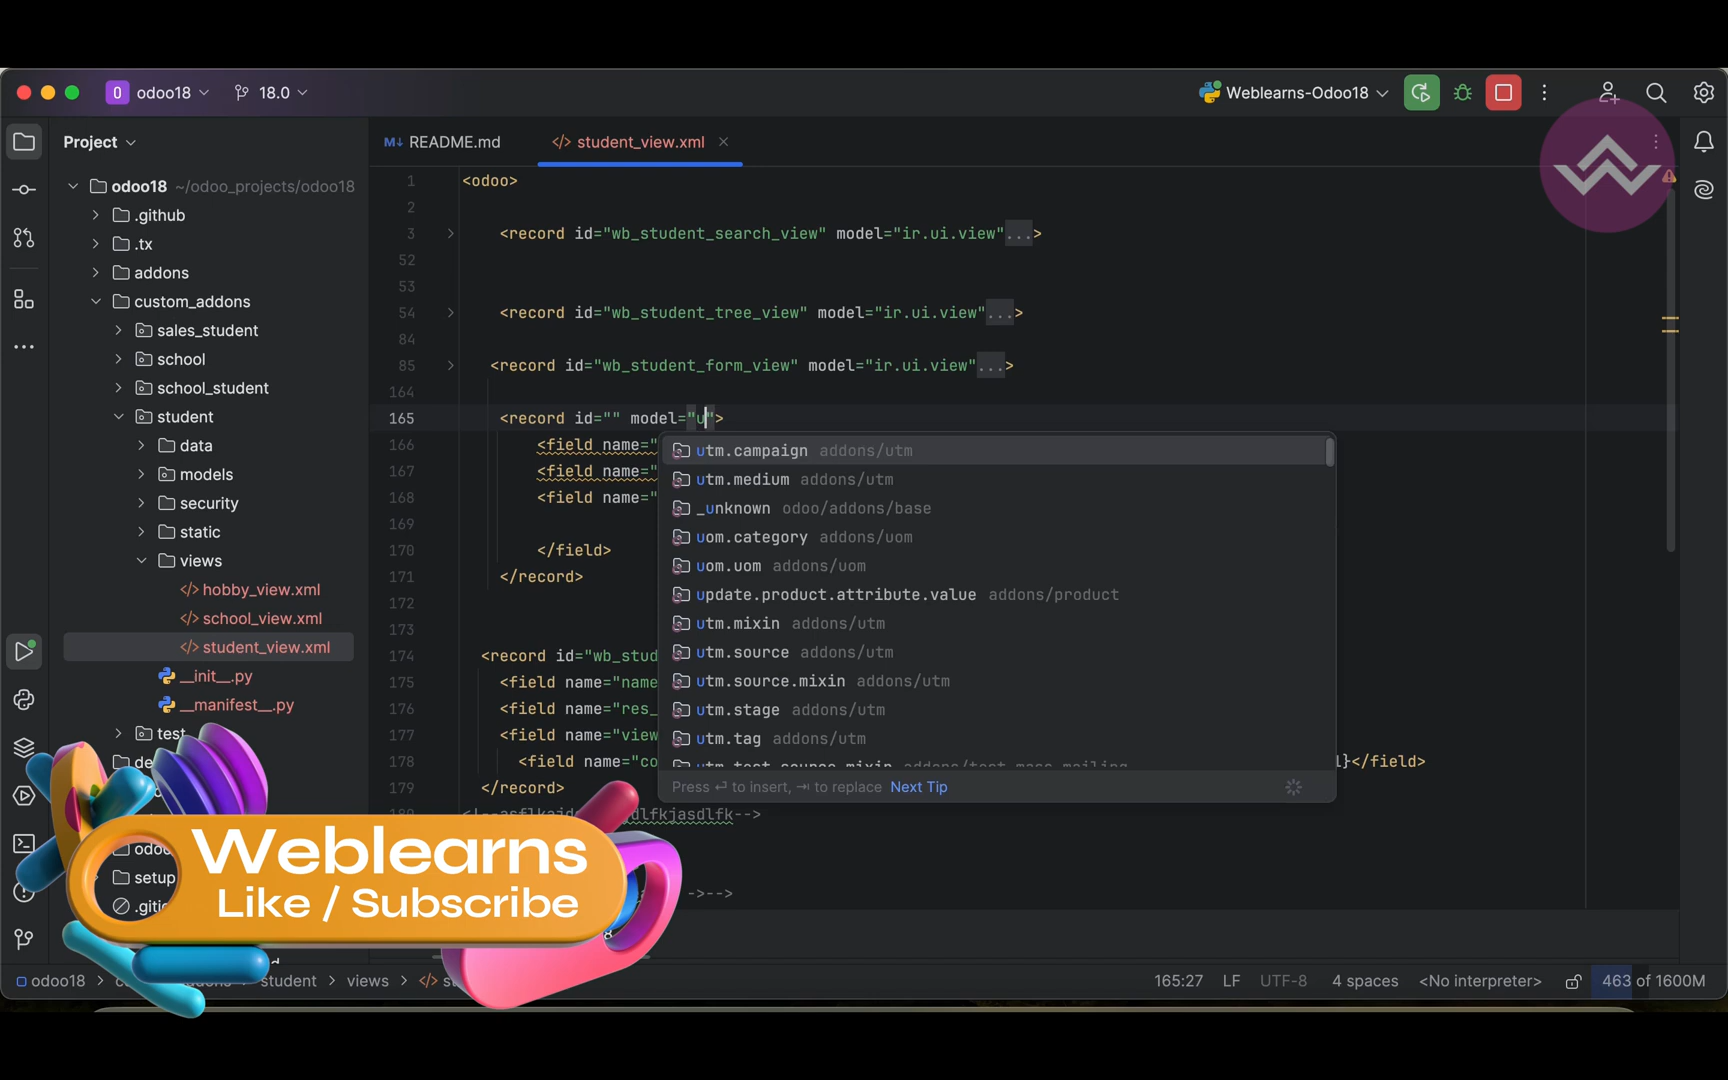 odoo18
18.0
Weblearns-Odoo18
Project
README.md
student_view.xml
odoo18 ~/odoo_projects/odoo18
.github
.tx
addons
custom_addons
sales_student
school
school_student
student
data
models
security
static
views
hobby_view.xml
school_view.xml
student_view.xml
__init__.py
__manifest__.py
test
setup
1 <odoo>
2
3 <record id="wb_student_search_view" model="ir.ui.view"...>
52
53
54 <record id="wb_student_tree_view" model="ir.ui.view"...>
84
85 <record id="wb_student_form_view" model="ir.ui.view"...>
164
165 <record id="" model="u">
166 <field name="
167 <field name="
168 <field name="
169
170 </field>
171 </record>
172
173
174 <record id="wb_stud
175 <field name="name
176 <field name="res_
177 <field name="view
178 <field name="co
}</field>
179 </record>
dlfkjasdlfk-->
->-->
utm.campaign addons/utm
utm.medium addons/utm
_unknown odoo/addons/base
uom.category addons/uom
uom.uom addons/uom
update.product.attribute.value addons/product
utm.mixin addons/utm
utm.source addons/utm
utm.source.mixin addons/utm
utm.stage addons/utm
utm.tag addons/utm
utm.test.source.mixin addons/test_mass_mailing
Press ⏎ to insert, ⇥ to replace Next Tip
Weblearns
Like / Subscribe
odoo18 > student > views >
165:27 LF UTF-8 4 spaces <No interpreter> 463 of 1600M